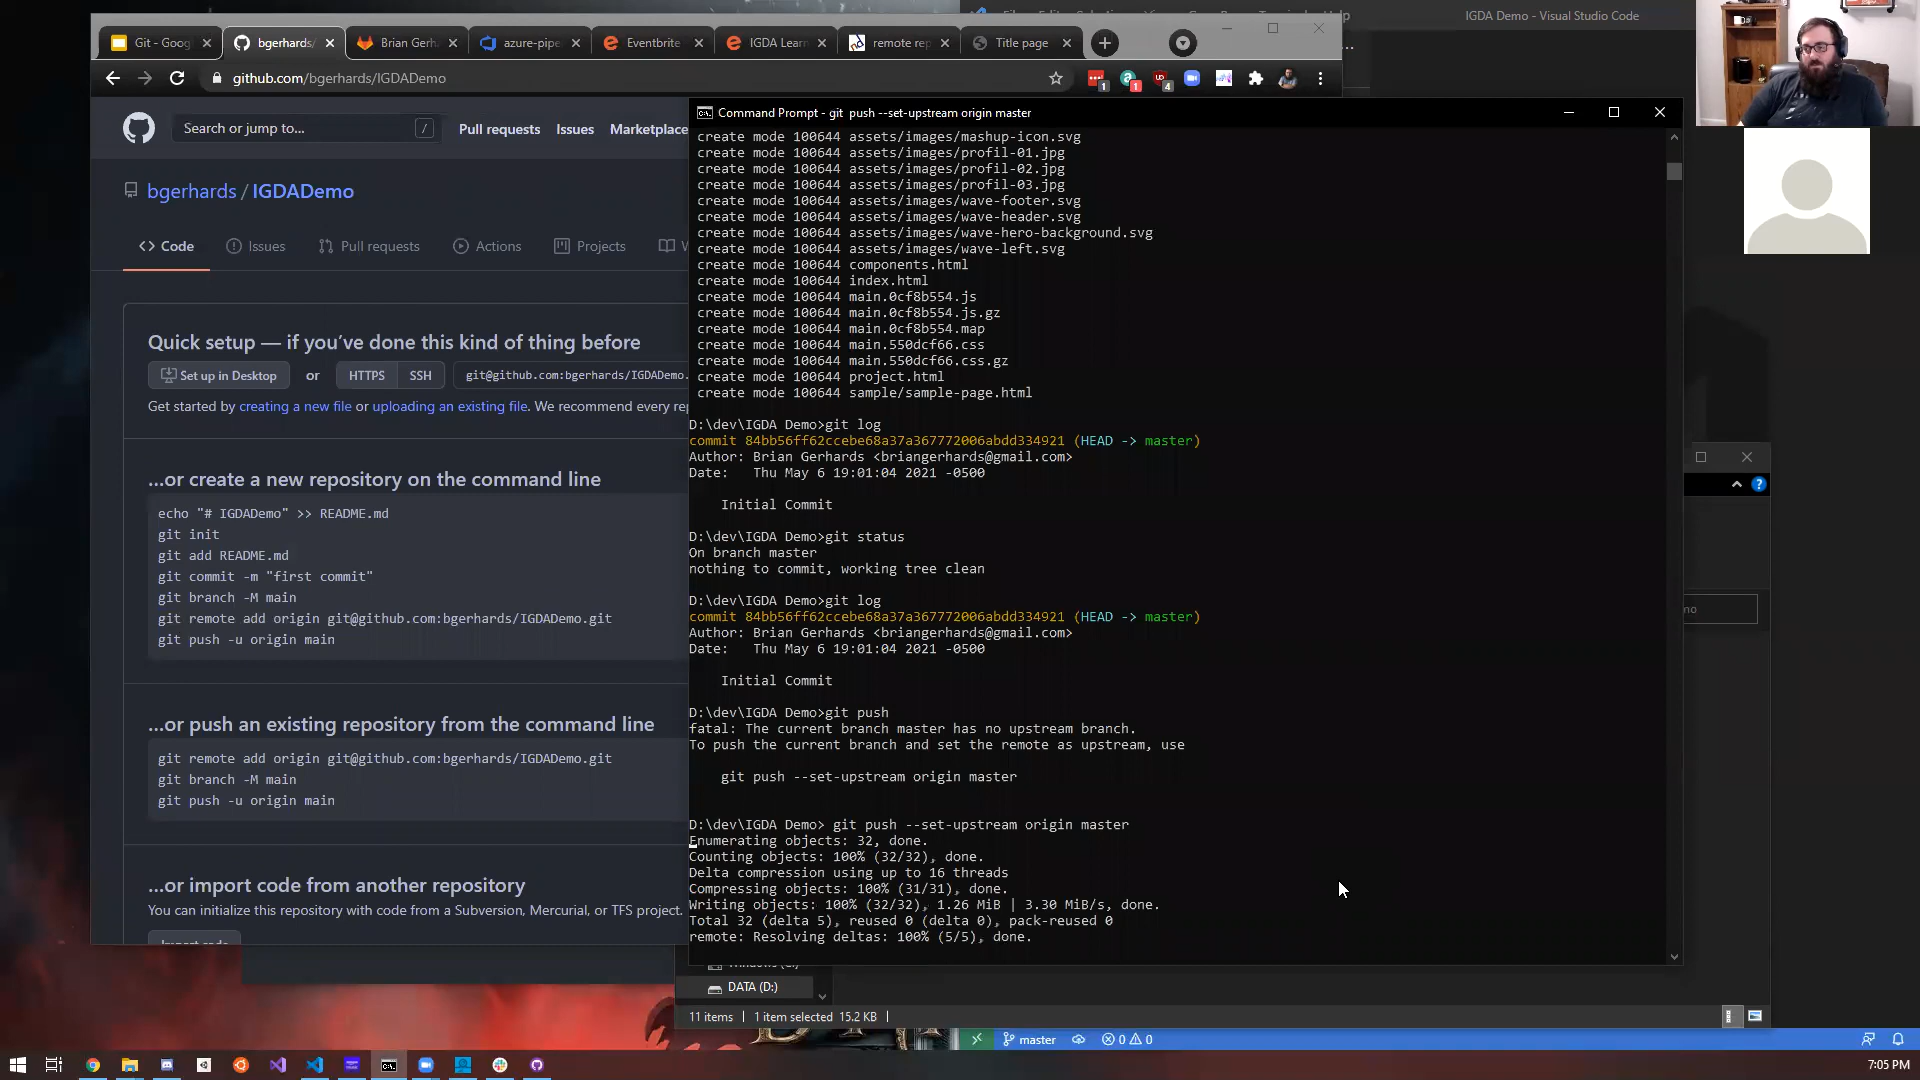 File Edit Selection
Help
IGDA Demo - Visual Studio Code
Git - Goog
bgerhards/
Brian Gerh
azure-pipe
Eventbrite
IGDA Learn
remote rep
Title page
github.com/bgerhards/IGDADemo
Search or jump to...
/
Pull requests
Issues
Marketplace
bgerhards / IGDADemo
<> Code
Issues
Pull requests
Actions
Projects
Quick setup — if you've done this kind of thing before
Set up in Desktop
or
HTTPS
SSH
git@github.com:bgerhards/IGDADemo.
Get started by creating a new file or uploading an existing file. We recommend every
...or create a new repository on the command line
echo "# IGDADemo" >> README.md
git init
git add README.md
git commit -m "first commit"
git branch -M main
git remote add origin git@github.com:bgerhards/IGDADemo.git
git push -u origin main
...or push an existing repository from the command line
git remote add origin git@github.com:bgerhards/IGDADemo.git
git branch -M main
git push -u origin main
...or import code from another repository
You can initialize this repository with code from a Subversion, Mercurial, or TFS project.
Import code
Command Prompt - git push --set-upstream origin master
create mode 100644 assets/images/mashup-icon.svg
create mode 100644 assets/images/profil-01.jpg
create mode 100644 assets/images/profil-02.jpg
create mode 100644 assets/images/profil-03.jpg
create mode 100644 assets/images/wave-footer.svg
create mode 100644 assets/images/wave-header.svg
create mode 100644 assets/images/wave-hero-background.svg
create mode 100644 assets/images/wave-left.svg
create mode 100644 components.html
create mode 100644 index.html
create mode 100644 main.0cf8b554.js
create mode 100644 main.0cf8b554.js.gz
create mode 100644 main.0cf8b554.map
create mode 100644 main.550dcf66.css
create mode 100644 main.550dcf66.css.gz
create mode 100644 project.html
create mode 100644 sample/sample-page.html
D:\dev\IGDA Demo>git log
commit 84bb56ff62ccebe68a37a367772006abdd334921 (HEAD -> master)
Author: Brian Gerhards <briangerhards@gmail.com>
Date:   Thu May 6 19:01:04 2021 -0500
Initial Commit
D:\dev\IGDA Demo>git status
On branch master
nothing to commit, working tree clean
D:\dev\IGDA Demo>git log
commit 84bb56ff62ccebe68a37a367772006abdd334921 (HEAD -> master)
Author: Brian Gerhards <briangerhards@gmail.com>
Date:   Thu May 6 19:01:04 2021 -0500
Initial Commit
D:\dev\IGDA Demo>git push
fatal: The current branch master has no upstream branch.
To push the current branch and set the remote as upstream, use
git push --set-upstream origin master
D:\dev\IGDA Demo> git push --set-upstream origin master
Enumerating objects: 32, done.
Counting objects: 100% (32/32), done.
Delta compression using up to 16 threads
Compressing objects: 100% (31/31), done.
Writing objects: 100% (32/32), 1.26 MiB | 3.30 MiB/s, done.
Total 32 (delta 5), reused 0 (delta 0), pack-reused 0
remote: Resolving deltas: 100% (5/5), done.
DATA (D:)
11 items
1 item selected 15.2 KB
master
0
0
7:05 PM